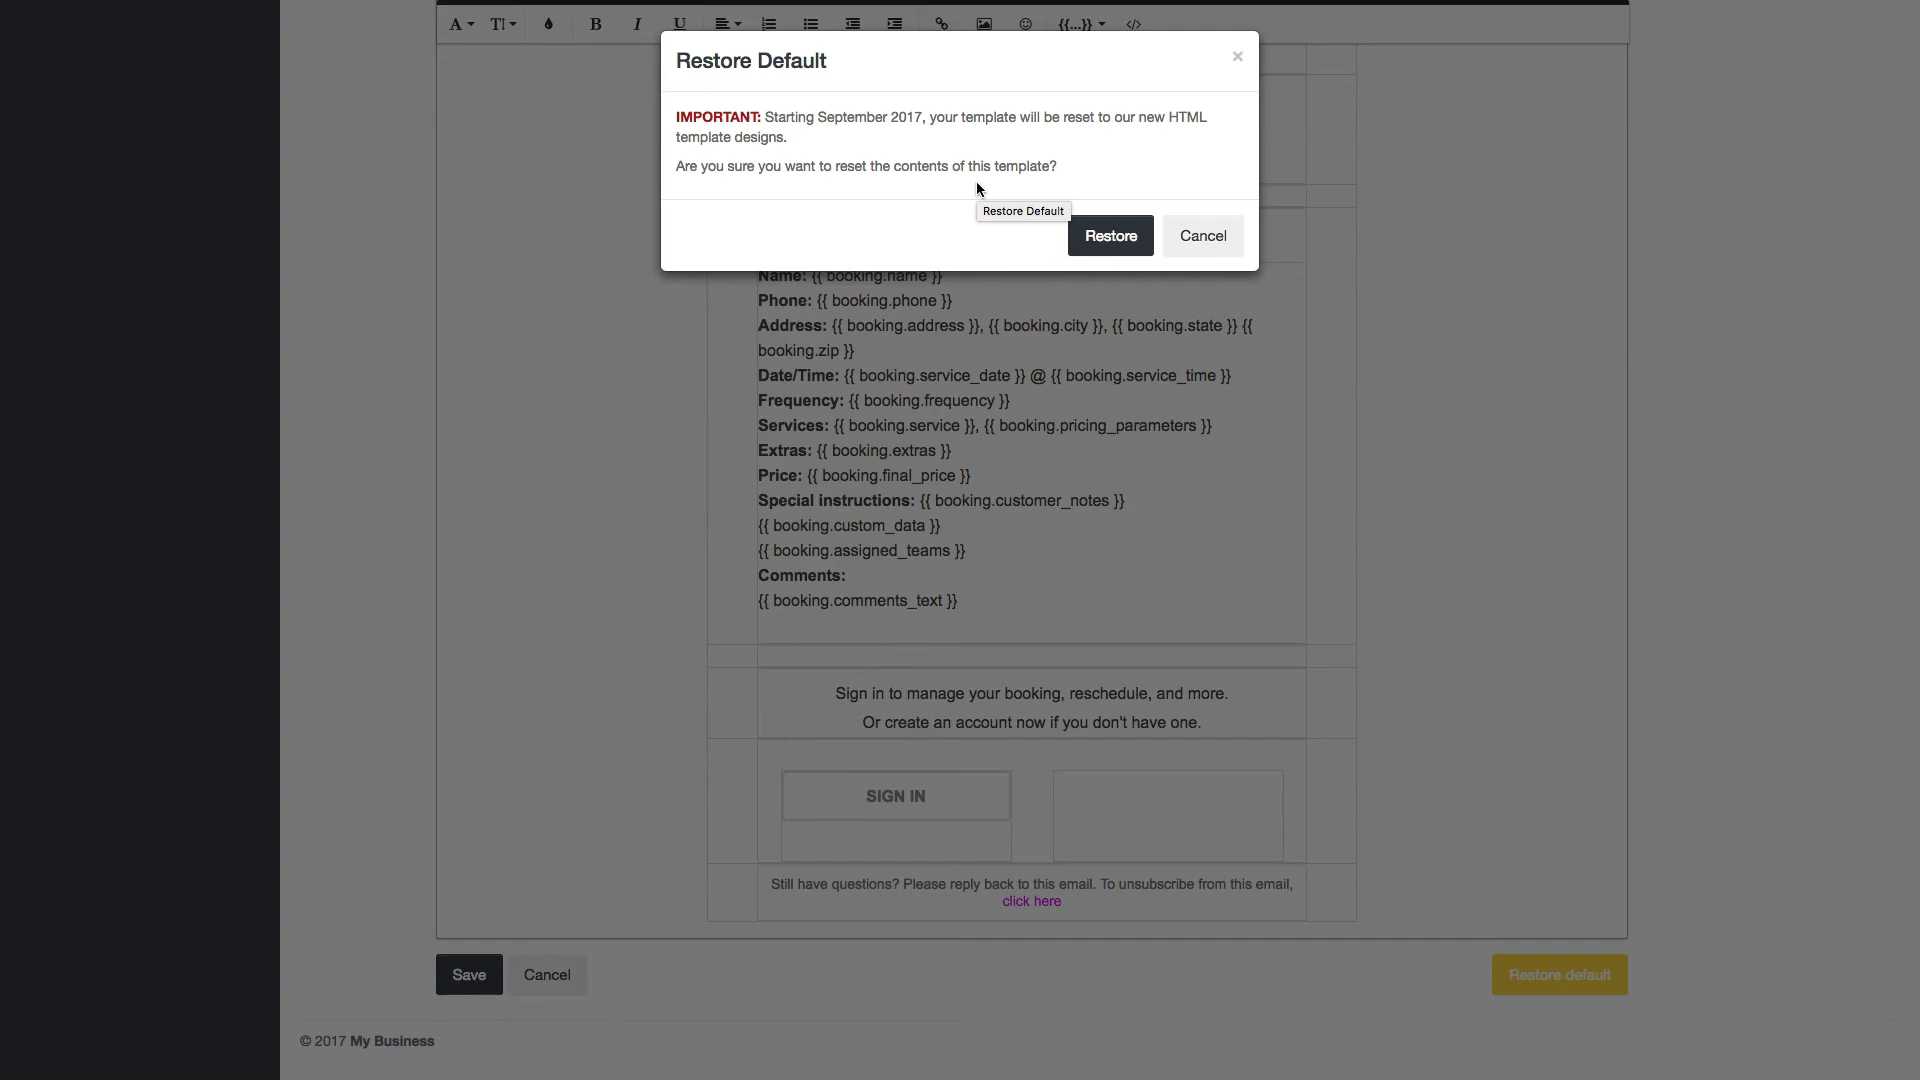 A TI B I U {{...}} </>
Restore Default ×
IMPORTANT: Starting September 2017, your template will be reset to our new HTML
template designs.
Are you sure you want to reset the contents of this template?
Restore Default
Restore Cancel
Name: {{ booking.name }}
Phone: {{ booking.phone }}
Address: {{ booking.address }}, {{ booking.city }}, {{ booking.state }} {{
booking.zip }}
Date/Time: {{ booking.service_date }} @ {{ booking.service_time }}
Frequency: {{ booking.frequency }}
Services: {{ booking.service }}, {{ booking.pricing_parameters }}
Extras: {{ booking.extras }}
Price: {{ booking.final_price }}
Special instructions: {{ booking.customer_notes }}
{{ booking.custom_data }}
{{ booking.assigned_teams }}
Comments:
{{ booking.comments_text }}
Sign in to manage your booking, reschedule, and more.
Or create an account now if you don't have one.
SIGN IN
Still have questions? Please reply back to this email. To unsubscribe from this email,
click here
Save Cancel Restore default
© 2017 My Business